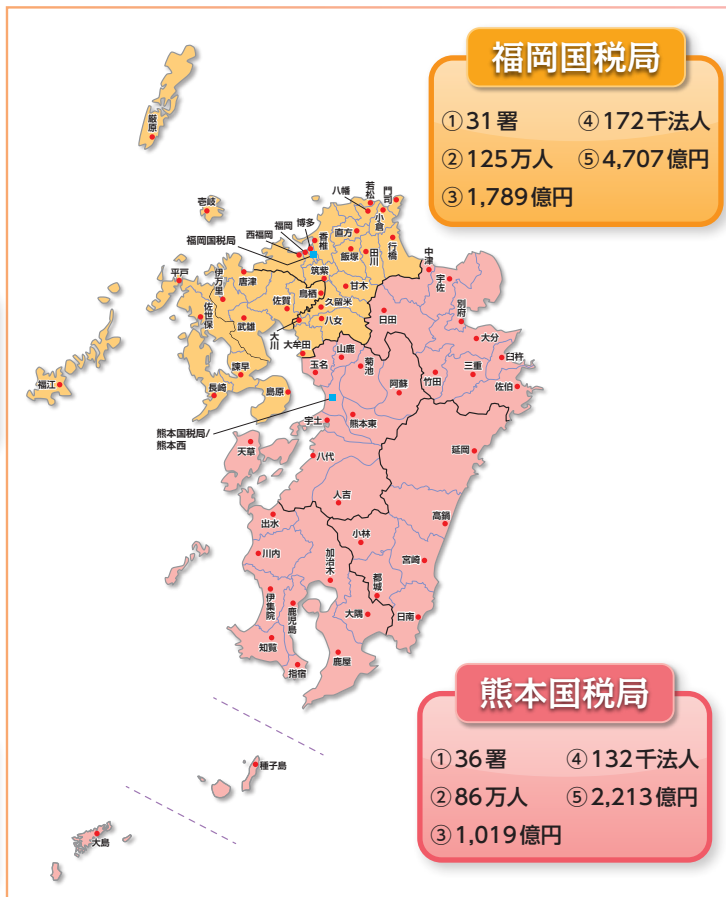 福岡国税局
①31署 ④172千法人
②125万人 ⑤4,707億円
③1,789億円
厳原
壱岐
八幡
若松
門司
小倉
福岡
博多
西福岡
香椎
福岡国税局
直方
行橋
飯塚
田川
中津
宇佐
平戸
伊万里
唐津
筑紫
鳥栖
甘木
別府
佐世保
佐賀
久留米
日田
武雄
八女
大川
大牟田
大分
山鹿
臼杵
玉名
菊池
諫早
阿蘇
竹田
三重
佐伯
福江
長崎
島原
熊本東
宇土
熊本国税局/
熊本西
天草
八代
延岡
人吉
出水
高鍋
小林
川内
加治木
宮崎
都城
伊集院
鹿児島
大隅
日南
知覧
鹿屋
指宿
種子島
大島
熊本国税局
①36署 ④132千法人
②86万人 ⑤2,213億円
③1,019億円